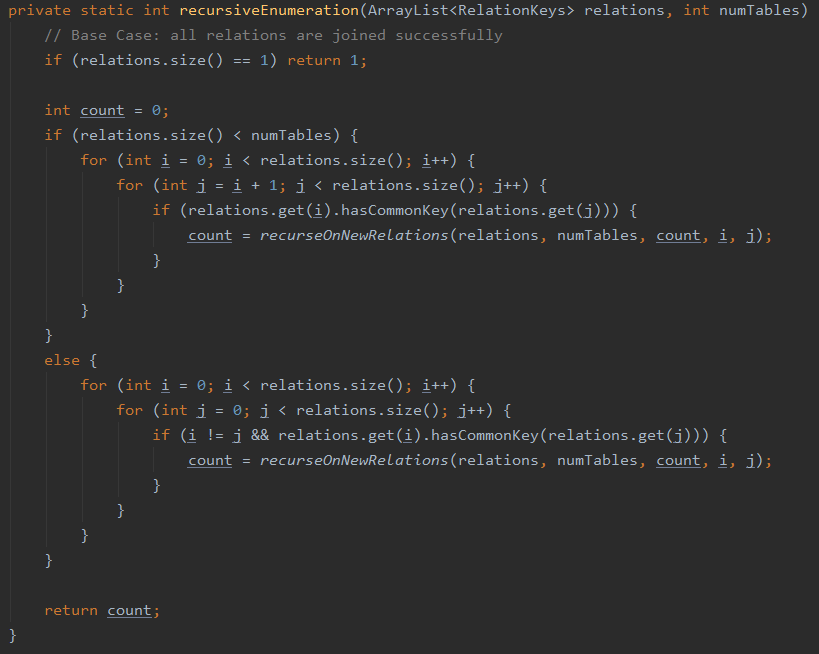 private static int recursiveEnumeration(ArrayList<RelationKeys> relations, int numTables)
// Base Case: all relations are joined successfully
if (relations.size() == 1) return 1;
int count = 0;
if (relations.size() < numTables) {
for (int i = 0; i < relations.size(); i++) {
for (int j = i + 1; j < relations.size(); j++) {
if (relations.get(i).hasCommonKey(relations.get(j))) {
count = recurseOnNewRelations(relations, numTables, count, i, j);
}
}
}
}
else {
for (int i = 0; i < relations.size(); i++) {
for (int j = 0; j < relations.size(); j++) {
if (i != j && relations.get(i).hasCommonKey(relations.get(j))) {
count = recurseOnNewRelations(relations, numTables, count, i, j);
}
}
}
}
return count;
}